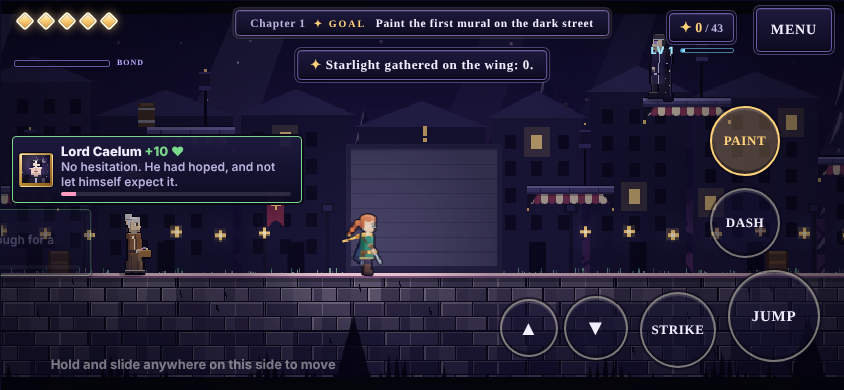 Chapter 1 ✦ GOAL Paint the first mural on the dark street
✦ 0 / 43
MENU
LV 1
BOND
✦ Starlight gathered on the wing: 0.
Lord Caelum +10 ♥
No hesitation. He had hoped, and not
let himself expect it.
PAINT
DASH
ough for a
JUMP
▲
▼
STRIKE
Hold and slide anywhere on this side to move